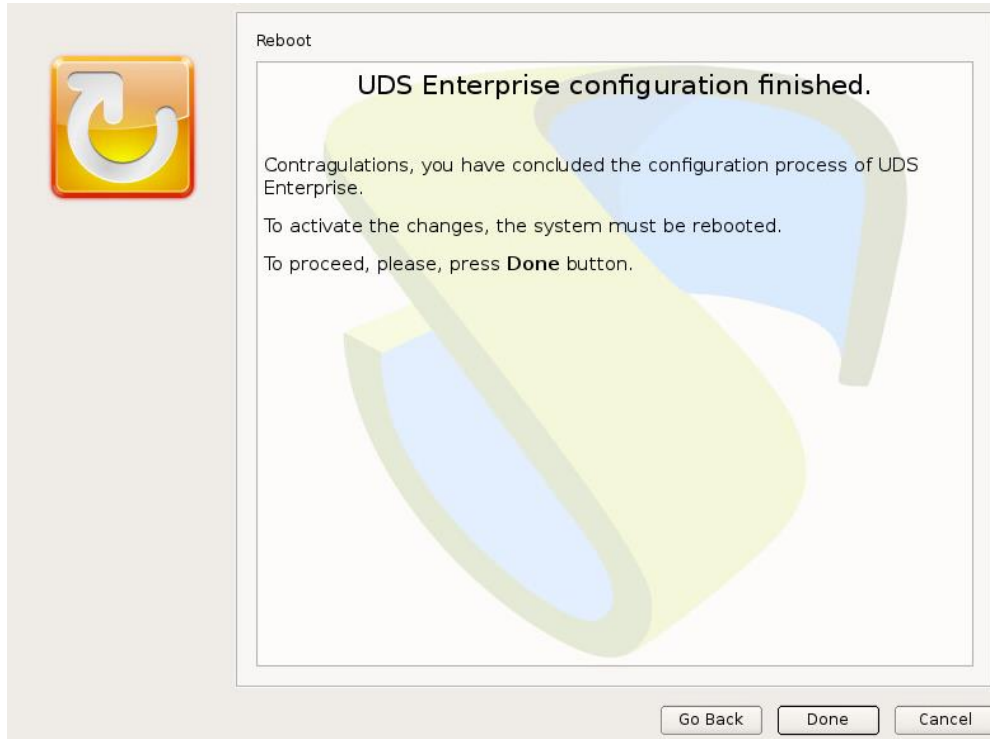 Reboot
UDS Enterprise configuration finished.
Contragulations, you have concluded the configuration process of UDS
Enterprise.
To activate the changes, the system must be rebooted.
To proceed, please, press Done button.
Go Back
Done
Cancel